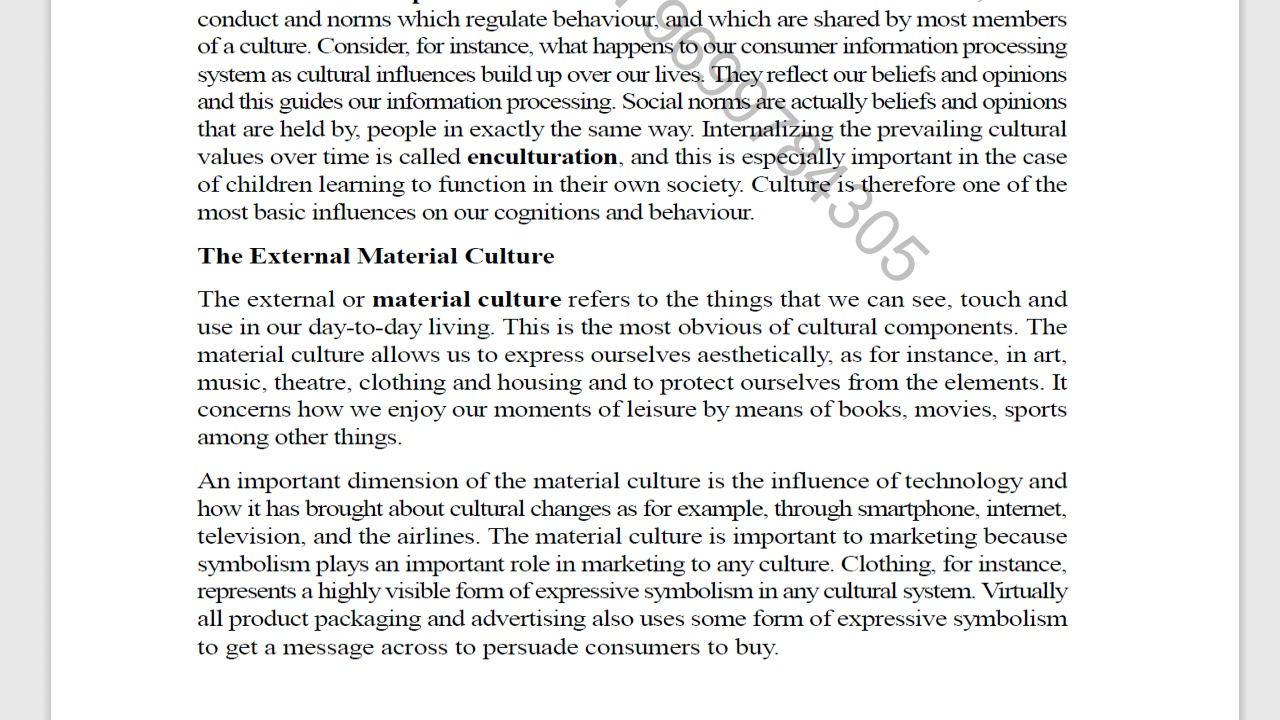 conduct and norms which regulate behaviour, and which are shared by most members
of a culture. Consider, for instance, what happens to our consumer information processing
system as cultural influences build up over our lives. They reflect our beliefs and opinions
and this guides our information processing. Social norms are actually beliefs and opinions
that are held by, people in exactly the same way. Internalizing the prevailing cultural
values over time is called enculturation, and this is especially important in the case
of children learning to function in their own society. Culture is therefore one of the
most basic influences on our cognitions and behaviour.
The External Material Culture
The external or material culture refers to the things that we can see, touch and
use in our day-to-day living. This is the most obvious of cultural components. The
material culture allows us to express ourselves aesthetically, as for instance, in art,
music, theatre, clothing and housing and to protect ourselves from the elements. It
concerns how we enjoy our moments of leisure by means of books, movies, sports
among other things.
An important dimension of the material culture is the influence of technology and
how it has brought about cultural changes as for example, through smartphone, internet,
television, and the airlines. The material culture is important to marketing because
symbolism plays an important role in marketing to any culture. Clothing, for instance,
represents a highly visible form of expressive symbolism in any cultural system. Virtually
all product packaging and advertising also uses some form of expressive symbolism
to get a message across to persuade consumers to buy.
9699784305